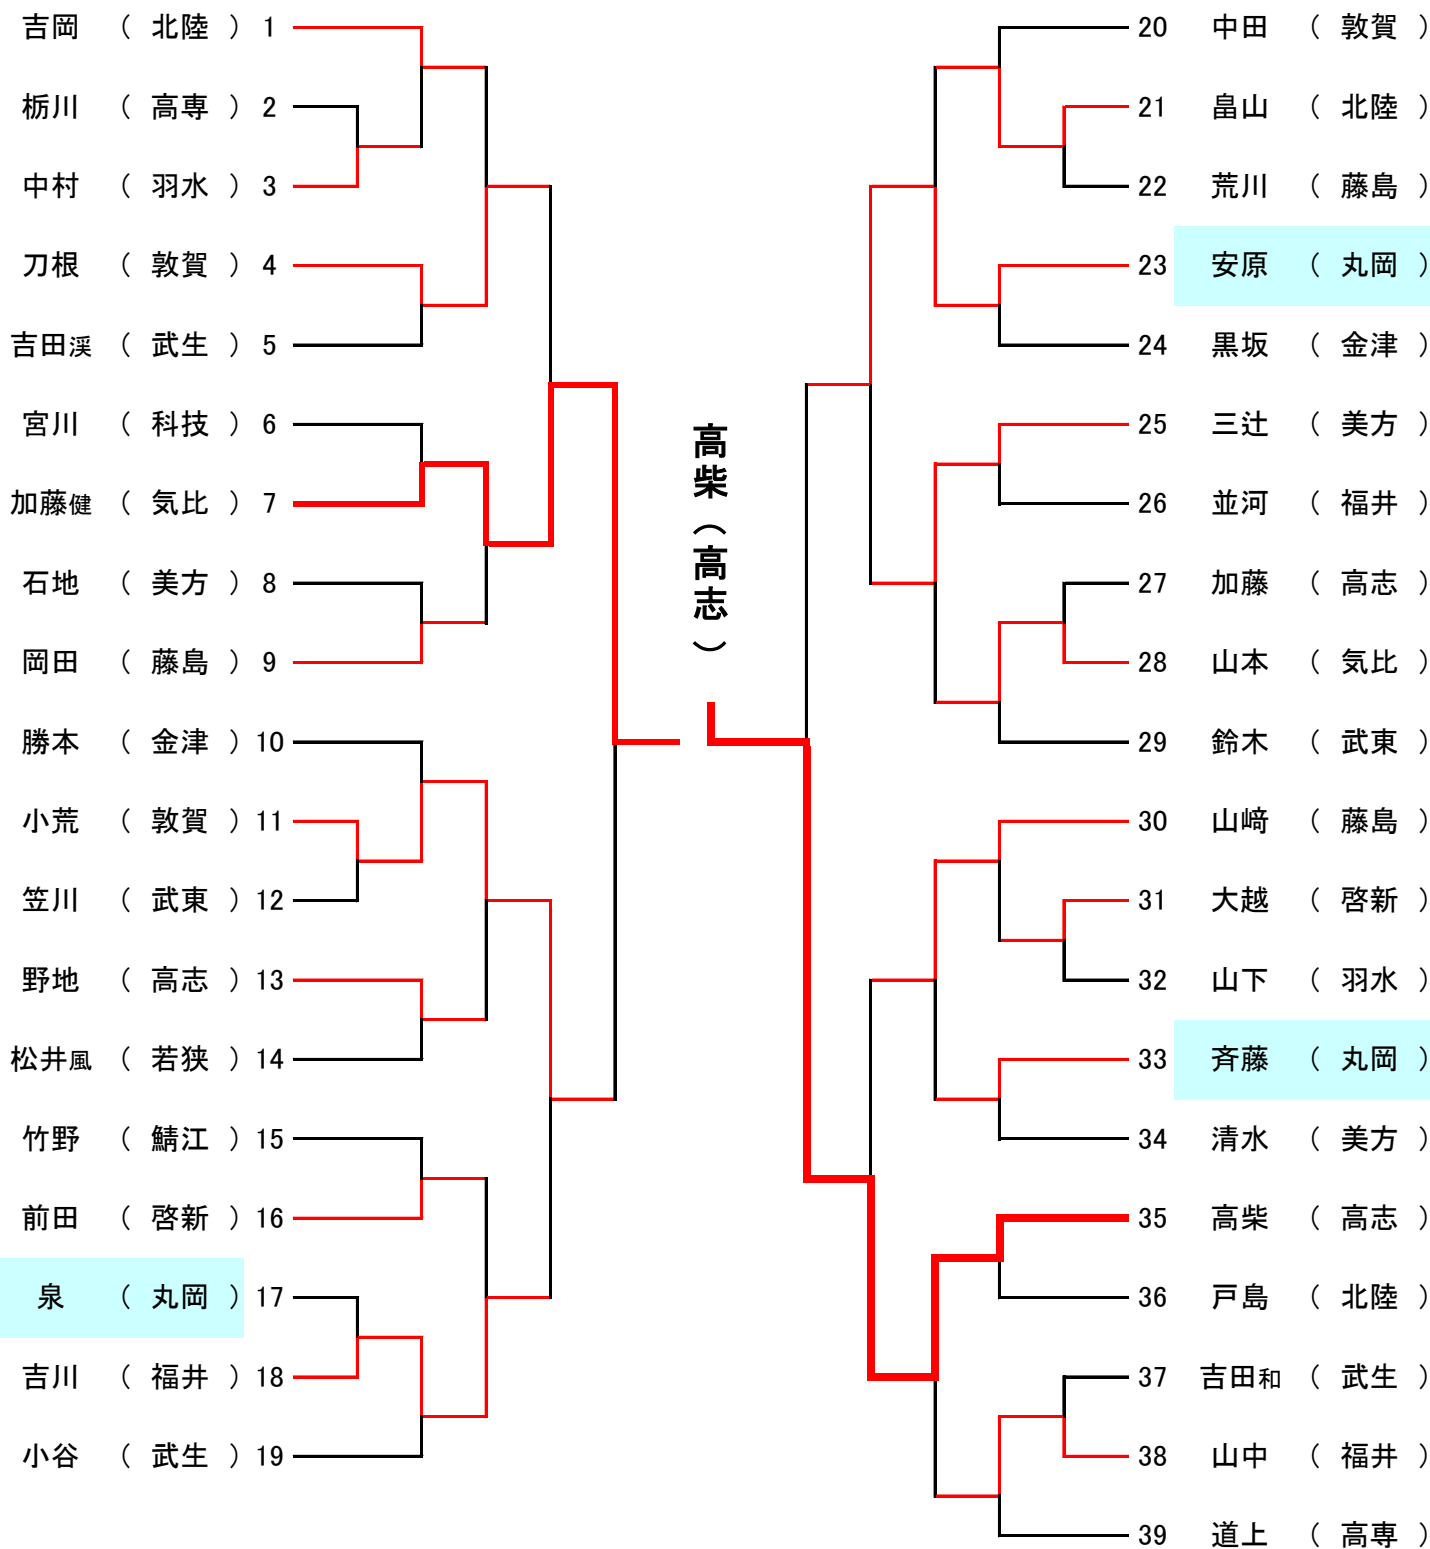 吉岡 （ 北陸 ） 1
栃川 （ 高専 ） 2
中村 （ 羽水 ） 3
刀根 （ 敦賀 ） 4
吉田渓 （ 武生 ） 5
宮川 （ 科技 ） 6
加藤健 （ 気比 ） 7
石地 （ 美方 ） 8
岡田 （ 藤島 ） 9
勝本 （ 金津 ） 10
小荒 （ 敦賀 ） 11
笠川 （ 武東 ） 12
野地 （ 高志 ） 13
松井風 （ 若狭 ） 14
竹野 （ 鯖江 ） 15
前田 （ 啓新 ） 16
泉 （ 丸岡 ） 17
吉川 （ 福井 ） 18
小谷 （ 武生 ） 19
高柴（高志）
20 中田 （ 敦賀 ）
21 畠山 （ 北陸 ）
22 荒川 （ 藤島 ）
23 安原 （ 丸岡 ）
24 黒坂 （ 金津 ）
25 三辻 （ 美方 ）
26 並河 （ 福井 ）
27 加藤 （ 高志 ）
28 山本 （ 気比 ）
29 鈴木 （ 武東 ）
30 山﨑 （ 藤島 ）
31 大越 （ 啓新 ）
32 山下 （ 羽水 ）
33 斉藤 （ 丸岡 ）
34 清水 （ 美方 ）
35 高柴 （ 高志 ）
36 戸島 （ 北陸 ）
37 吉田和 （ 武生 ）
38 山中 （ 福井 ）
39 道上 （ 高専 ）